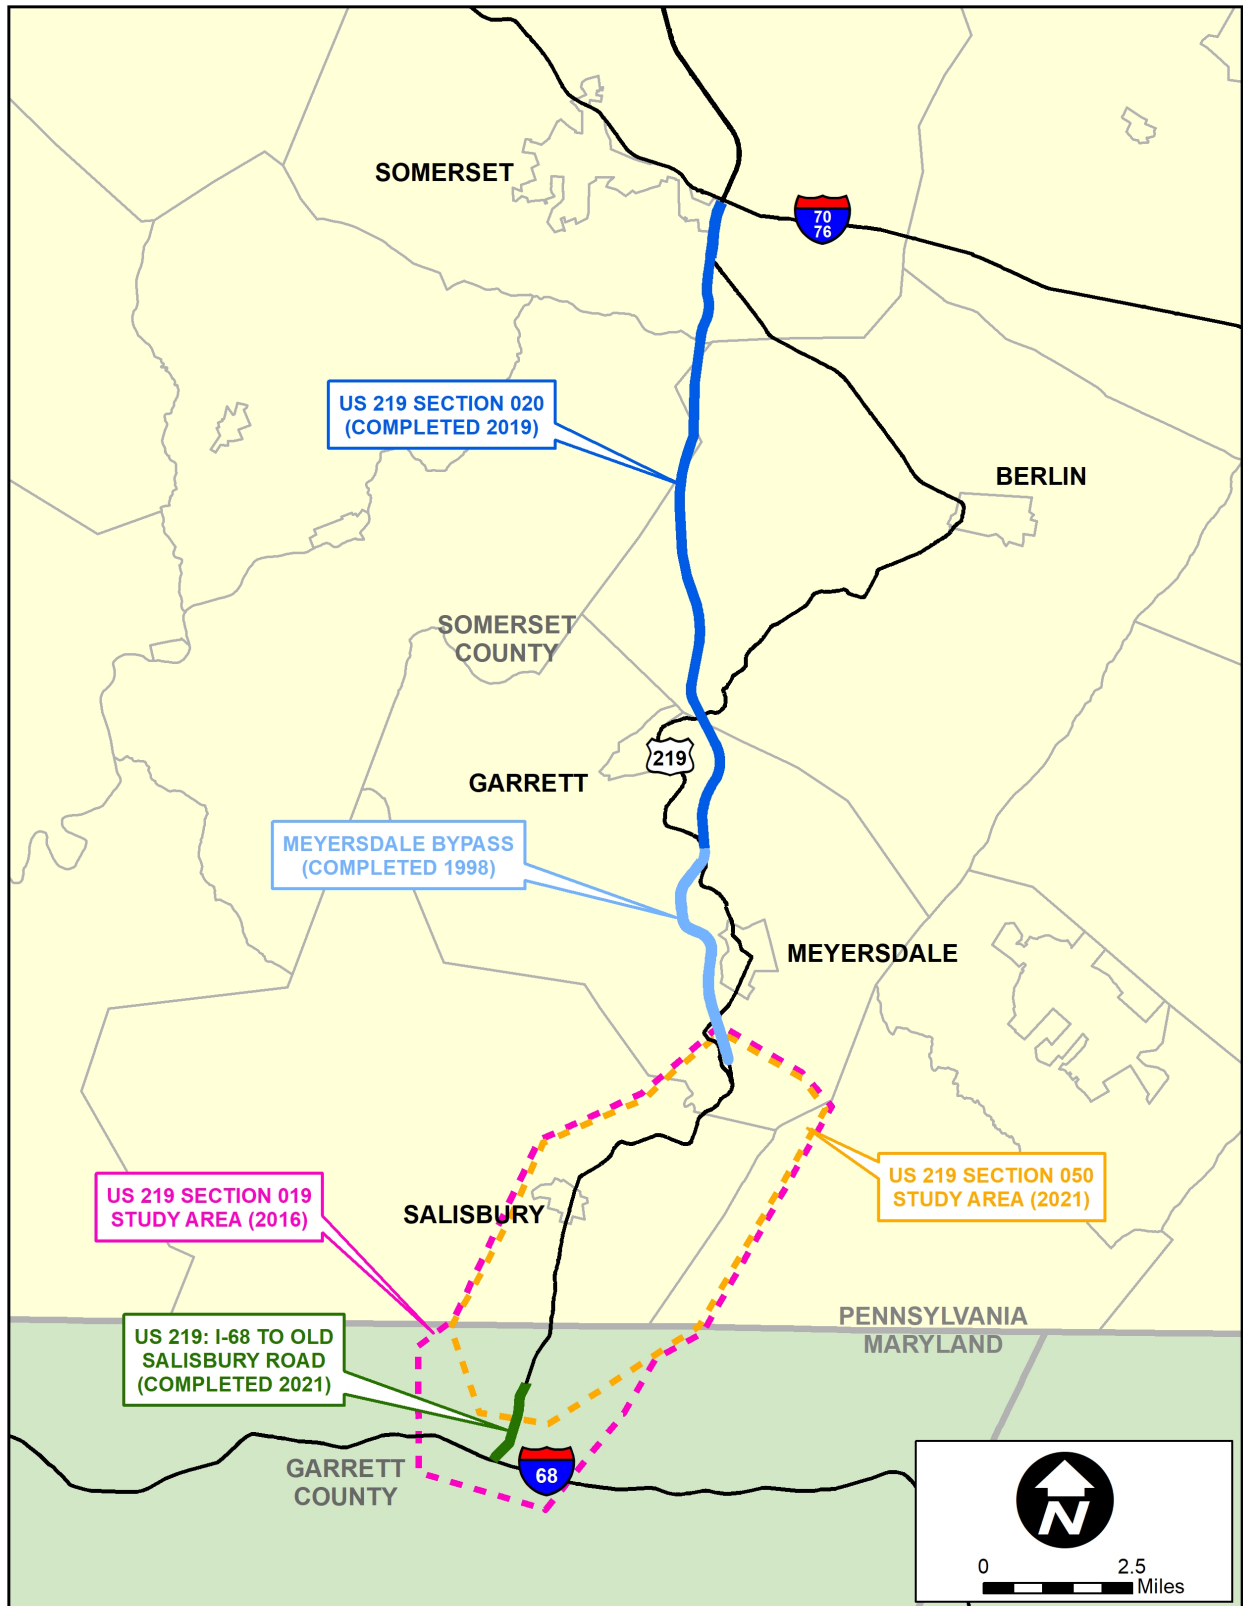 SOMERSET
70
76
US 219 SECTION 020
(COMPLETED 2019)
BERLIN
SOMERSET
COUNTY
219
GARRETT
MEYERSDALE BYPASS
(COMPLETED 1998)
MEYERSDALE
US 219 SECTION 050
STUDY AREA (2021)
US 219 SECTION 019
STUDY AREA (2016)
SALISBURY
PENNSYLVANIA
MARYLAND
US 219: I-68 TO OLD
SALISBURY ROAD
(COMPLETED 2021)
GARRETT
COUNTY
68
N
0 2.5
Miles